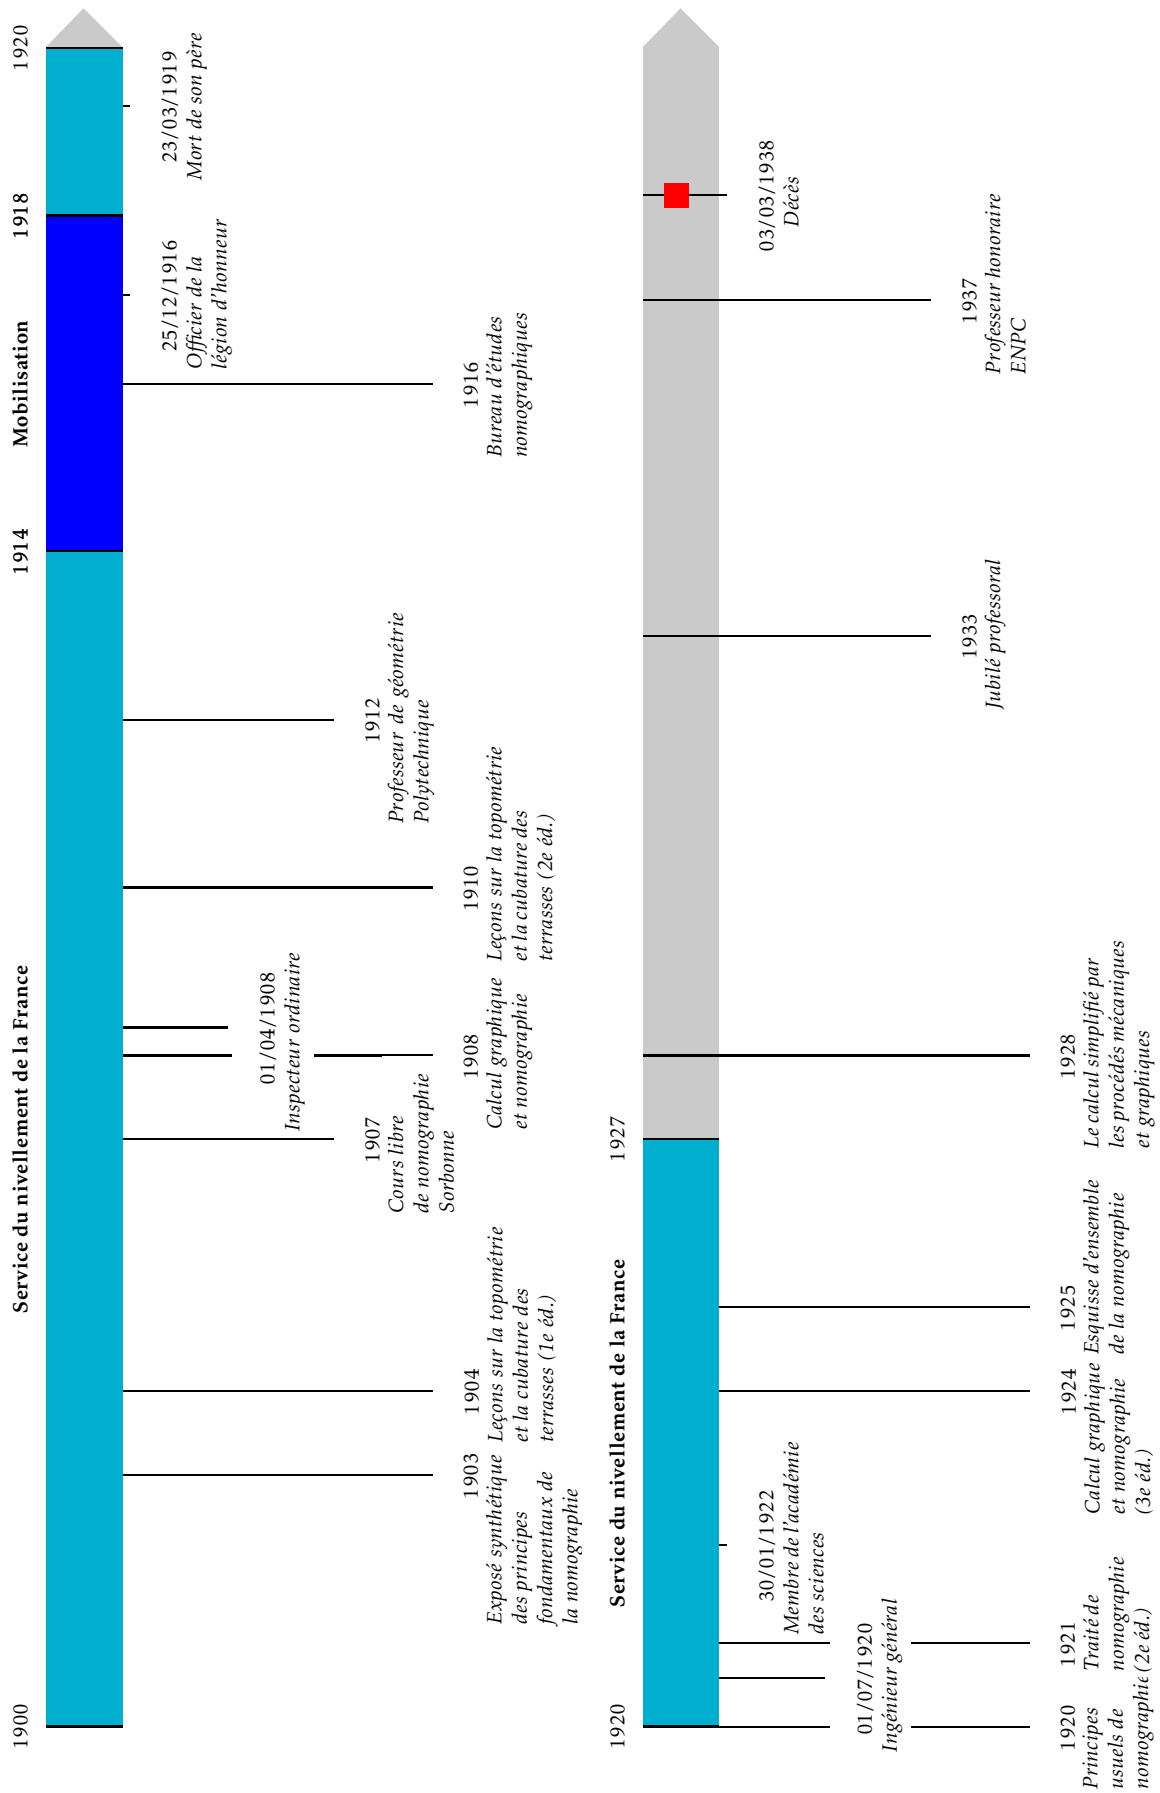 1900
Service du nivellement de la France
1914
Mobilisation
1918
1920
25/12/1916
Officier de la
légion d'honneur
23/03/1919
Mort de son père
01/04/1908
Inspecteur ordinaire
1907
Cours libre
de nomographie
Sorbonne
1912
Professeur de géométrie
Polytechnique
1903
Exposé synthétique
des principes
fondamentaux de
la nomographie
1904
Leçons sur la topométrie
et la cubature des
terrasses (1e éd.)
1908
Calcul graphique
et nomographie
1910
Leçons sur la topométrie
et la cubature des
terrasses (2e éd.)
1916
Bureau d'études
nomographiques
1920
Service du nivellement de la France
1927
30/01/1922
Membre de l'académie
des sciences
03/03/1938
Décès
01/07/1920
Ingénieur général
1933
Jubilé professoral
1937
Professeur honoraire
ENPC
1920
Principes
usuels de
nomographie
1921
Traité de
nomographie
(2e éd.)
1924
Calcul graphique
et nomographie
(3e éd.)
1925
Esquisse d'ensemble
de la nomographie
1928
Le calcul simplifié par
les procédés mécaniques
et graphiques